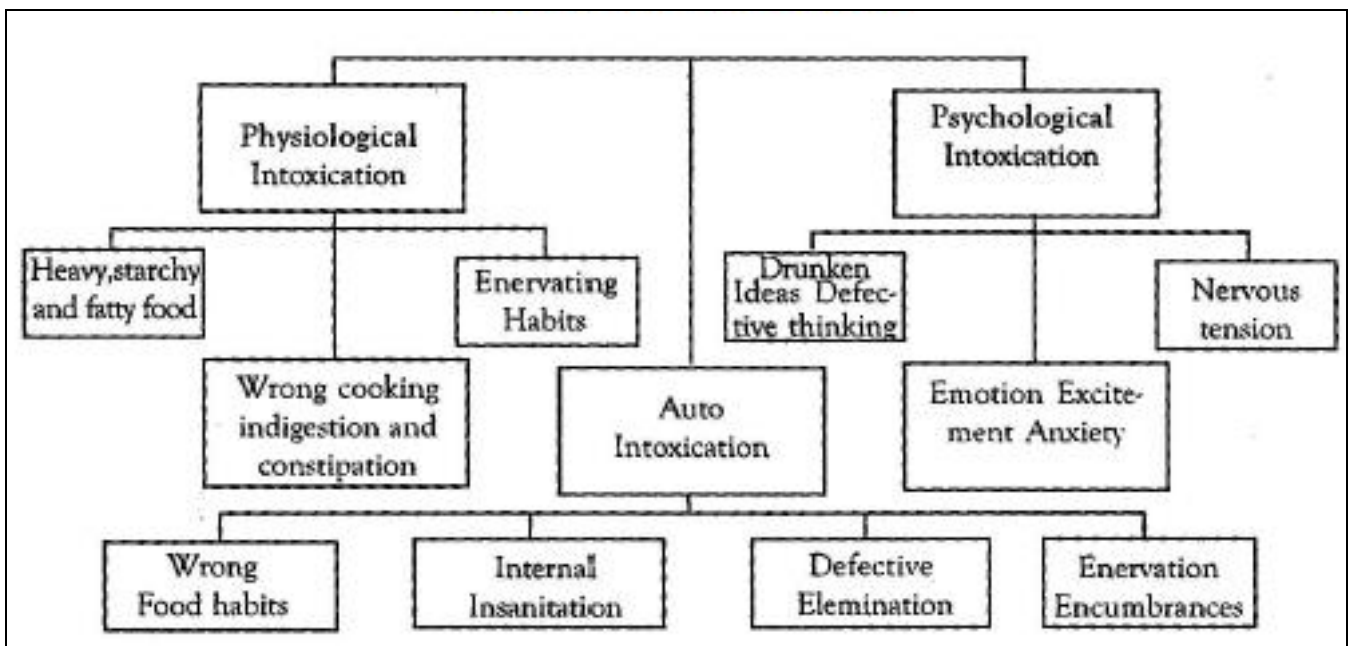 Physiological
Intoxication
Psychological
Intoxication
Heavy,starchy
and fatty food
Enervating
Habits
Drunken
Ideas Defec-
tive thinking
Nervous
tension
Wrong cooking
indigestion and
constipation
Auto
Intoxication
Emotion Excite-
ment Anxiety
Wrong
Food habits
Internal
Insanitation
Defective
Elemination
Enervation
Encumbrances